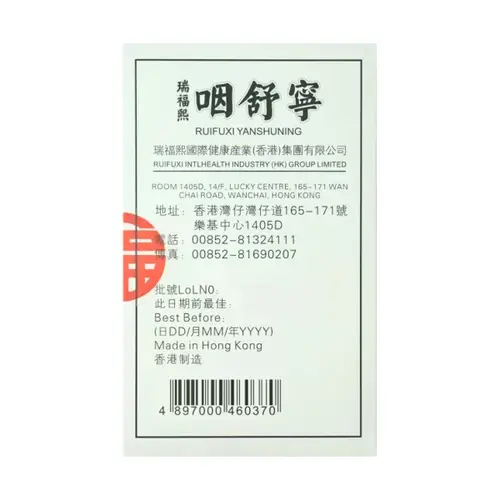 瑞福熙 咽舒寧
RUIFUXI YANSHUNING
瑞福熙國際健康産業(香港)集團有限公司
RUIFUXI INTLHEALTH INDUSTRY (HK) GROUP LIMITED
ROOM 1405D, 14/F, LUCKY CENTRE, 165-171 WAN
CHAI ROAD, WANCHAI, HONG KONG
地址: 香港灣仔灣仔道165-171號
樂基中心1405D
電話: 00852-81324111
傳真: 00852-81690207
批號LoLN0:
此日期前最佳:
Best Before:
(日DD/月MM/年YYYY)
Made in Hong Kong
香港制造
4 897000 460370